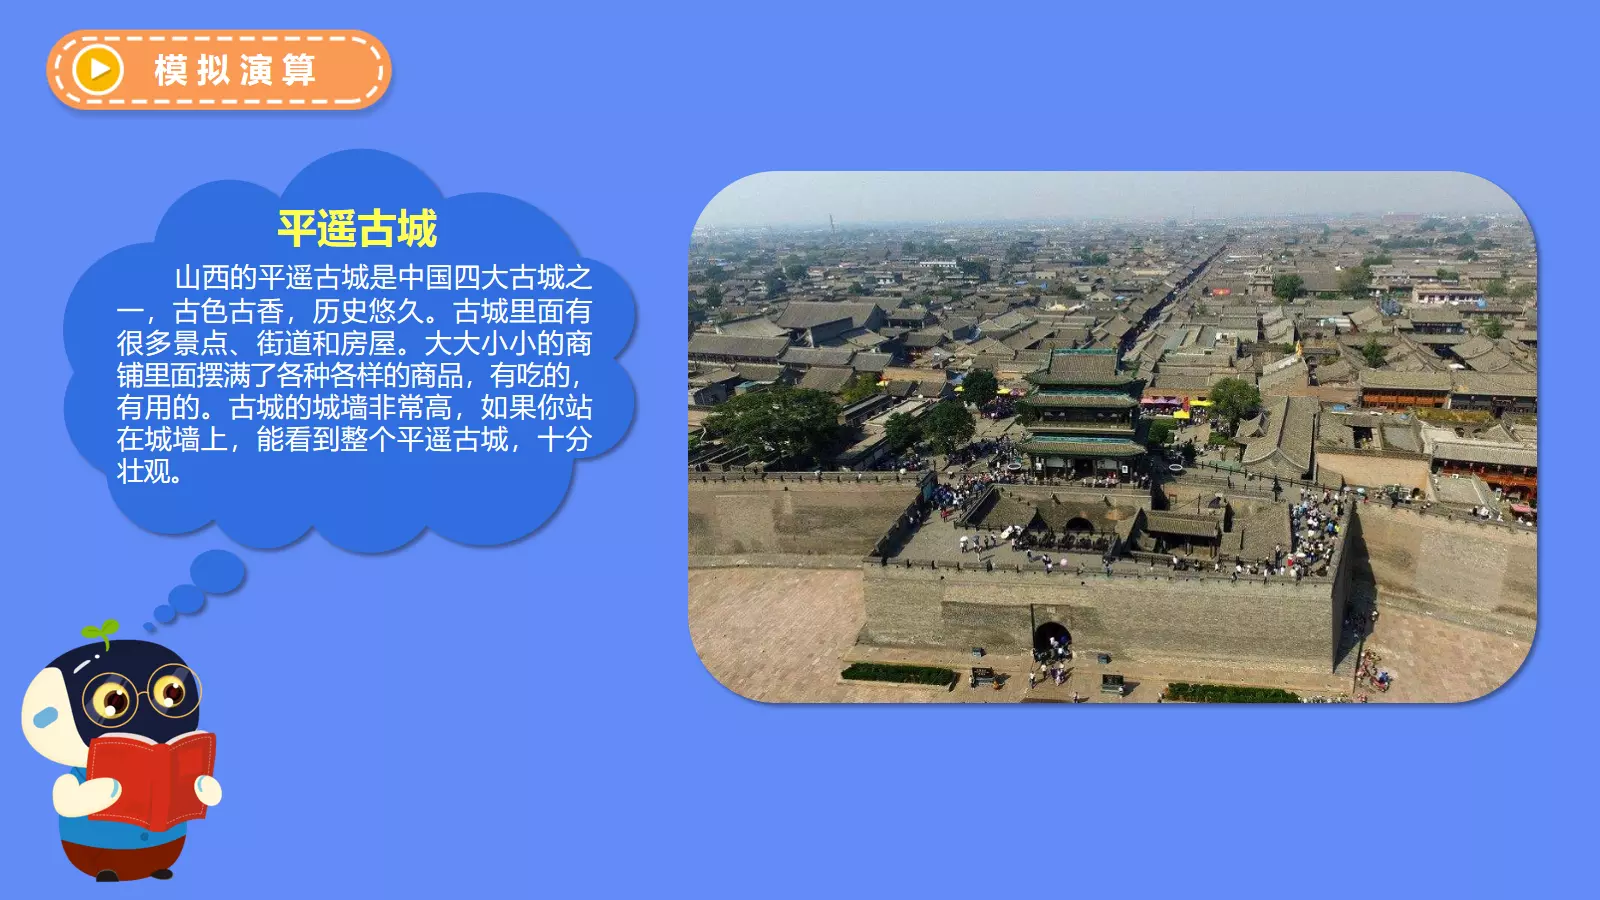 模拟演算
平遥古城
山西的平遥古城是中国四大古城之
一，古色古香，历史悠久。古城里面有
很多景点、街道和房屋。大大小小的商
铺里面摆满了各种各样的商品，有吃的，
有用的。古城的城墙非常高，如果你站
在城墙上，能看到整个平遥古城，十分
壮观。